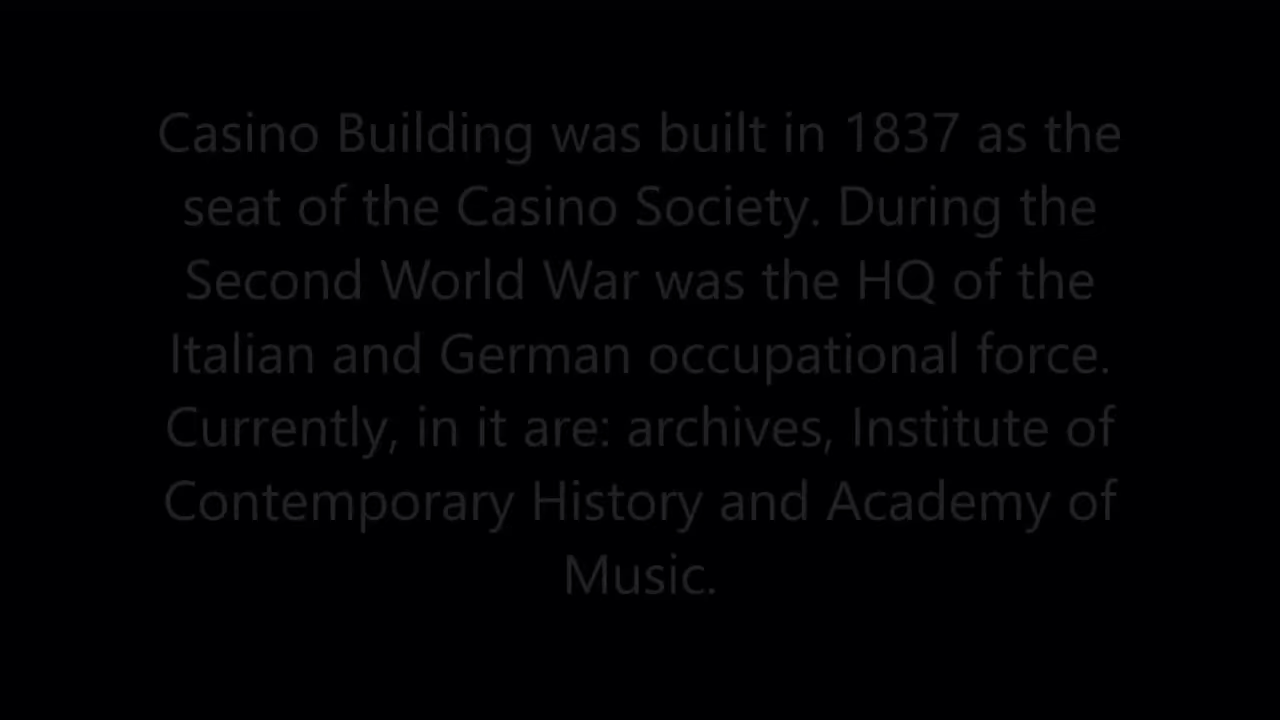 Casino Building was built in 1837 as the
seat of the Casino Society. During the
Second World War was the HQ of the
Italian and German occupational force.
Currently, in it are: archives, Institute of
Contemporary History and Academy of
Music.